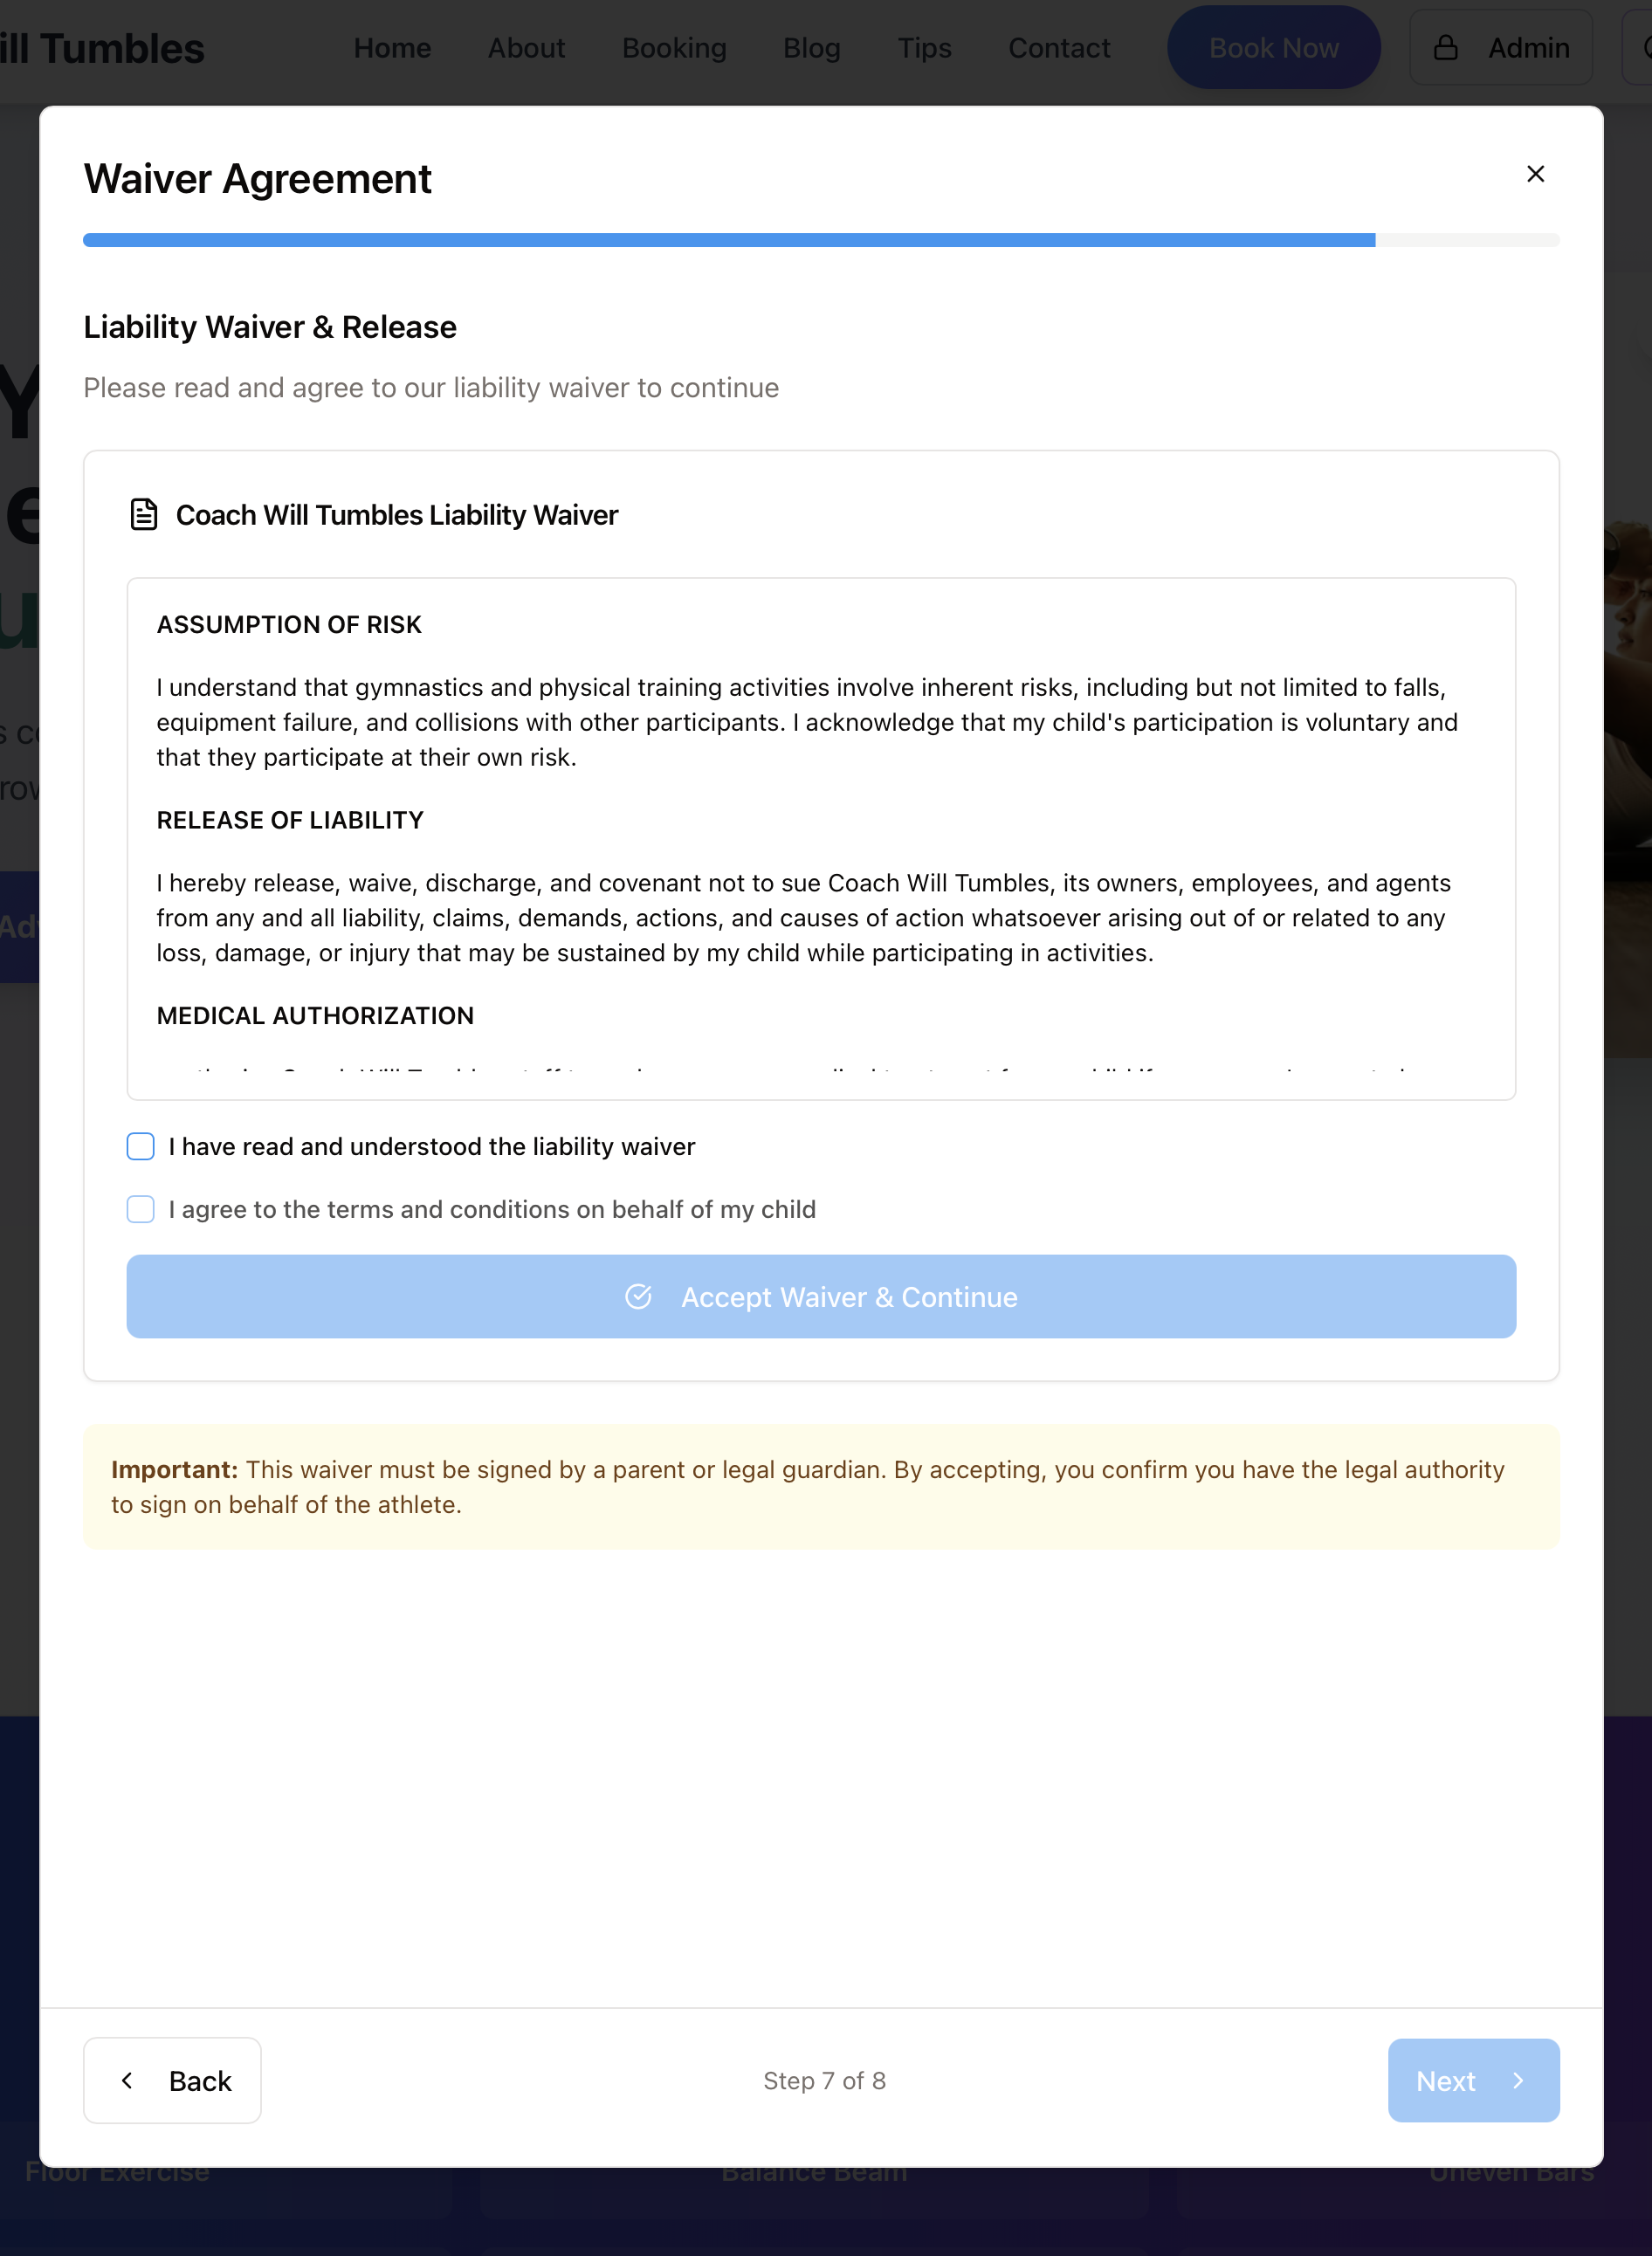 ill Tumbles
Home
About
Booking
Blog
Tips
Contact
Book Now
Admin
Waiver Agreement
Liability Waiver & Release
Please read and agree to our liability waiver to continue
Coach Will Tumbles Liability Waiver
ASSUMPTION OF RISK
I understand that gymnastics and physical training activities involve inherent risks, including but not limited to falls,
equipment failure, and collisions with other participants. I acknowledge that my child's participation is voluntary and
that they participate at their own risk.
RELEASE OF LIABILITY
I hereby release, waive, discharge, and covenant not to sue Coach Will Tumbles, its owners, employees, and agents
from any and all liability, claims, demands, actions, and causes of action whatsoever arising out of or related to any
loss, damage, or injury that may be sustained by my child while participating in activities.
MEDICAL AUTHORIZATION
I have read and understood the liability waiver
I agree to the terms and conditions on behalf of my child
Accept Waiver & Continue
Important: This waiver must be signed by a parent or legal guardian. By accepting, you confirm you have the legal authority
to sign on behalf of the athlete.
Back
Step 7 of 8
Next
Floor Exercise
Balance Beam
Uneven Bars